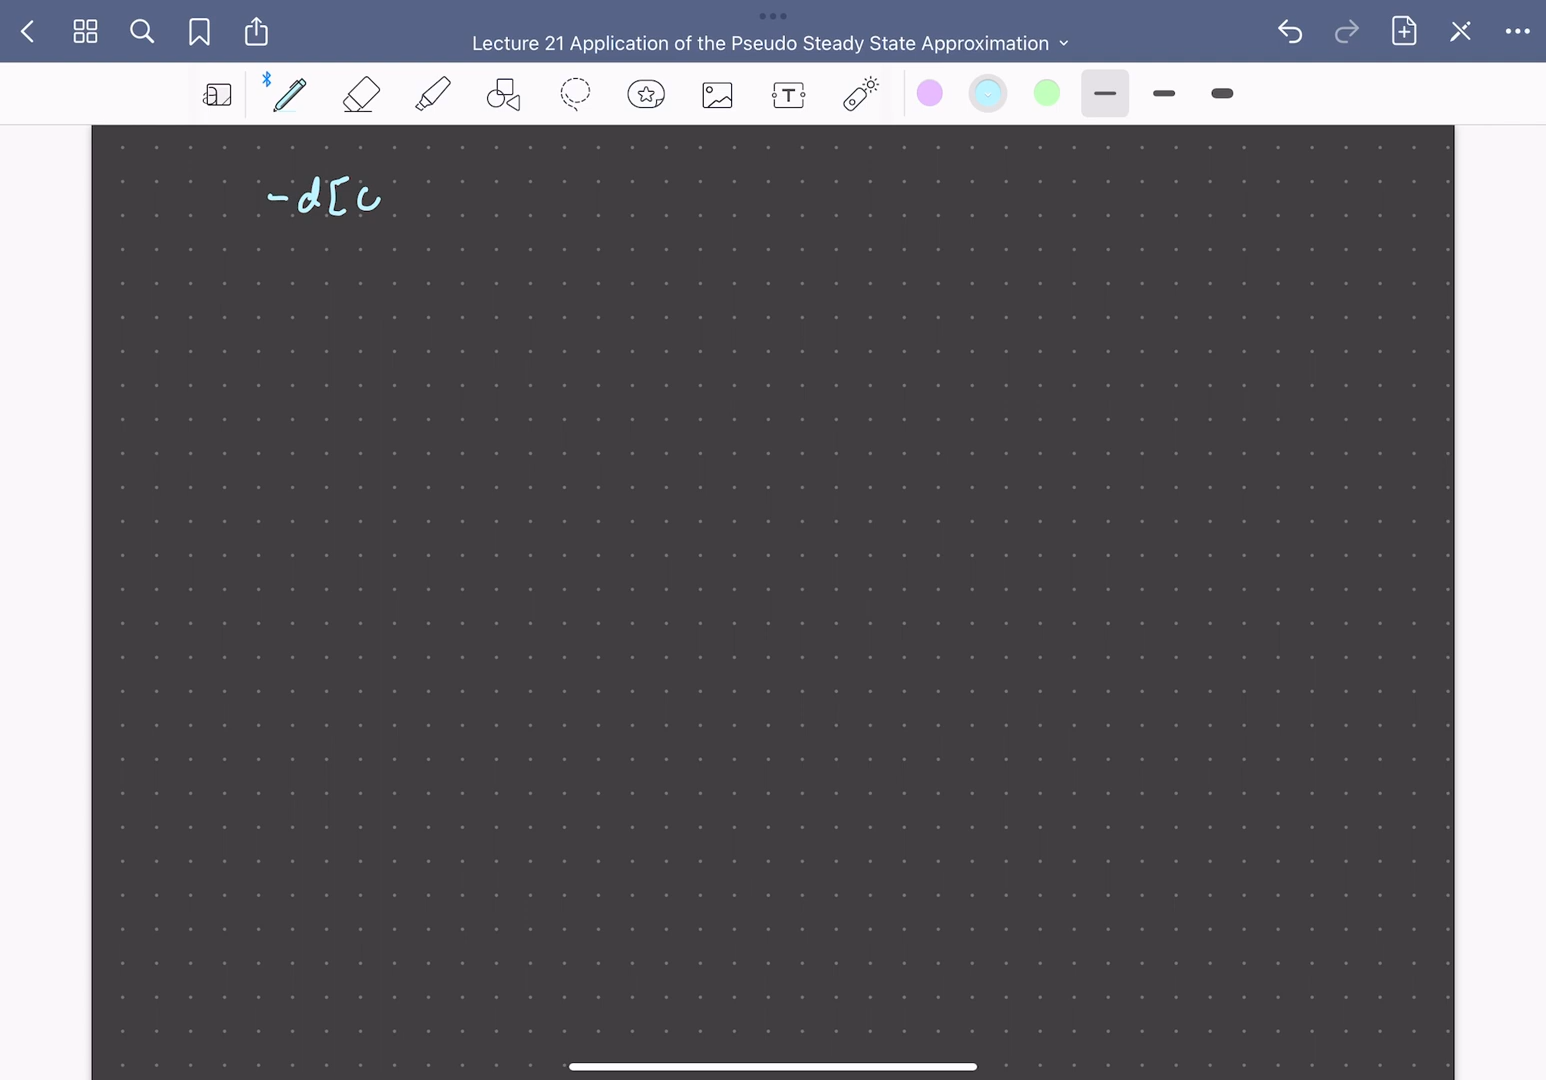 Lecture 21 Application of the Pseudo Steady State Approximation
T
-d[c